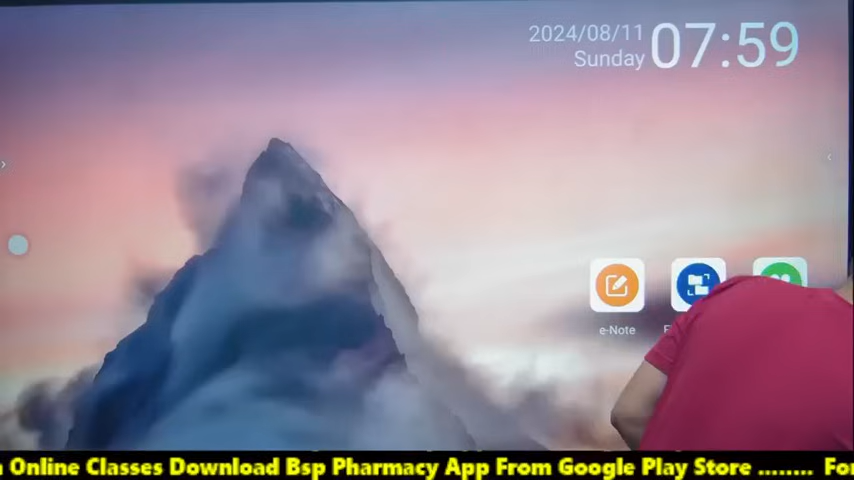 2024/08/11
Sunday
07:59
e-Note
Online Classes Download Bsp Pharmacy App From Google Play Store ........ For